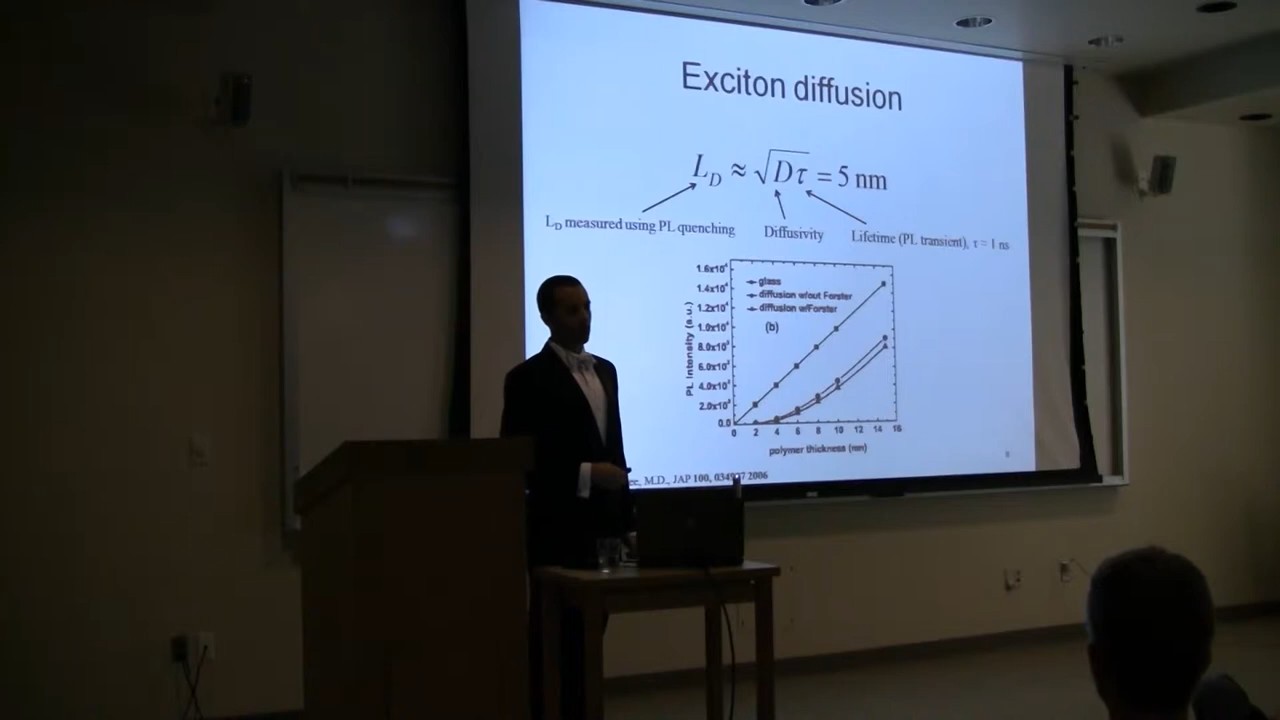 Exciton diffusion
L_D ≈ √Dτ = 5 nm
L_D measured using PL quenching
Diffusivity
Lifetime (PL transient), τ = 1 ns
1.6x10⁴
1.4x10⁴
1.2x10⁴
1.0x10⁴
8.0x10³
6.0x10³
4.0x10³
2.0x10³
0.0
PL Intensity (a.u.)
glass
diffusion w/out Forster
diffusion w/Forster
(b)
0 2 4 6 8 10 12 14 16
polymer thickness (nm)
M.D., JAP 100, 2006
8